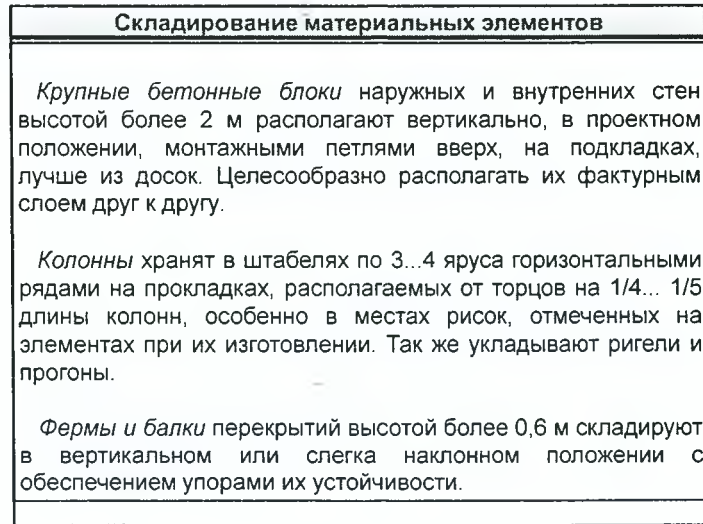 Складирование материальных элементов
Крупные бетонные блоки наружных и внутренних стен
высотой более 2 м располагают вертикально, в проектном
положении, монтажными петлями вверх, на подкладках,
лучше из досок. Целесообразно располагать их фактурным
слоем друг к другу.
Колонны хранят в штабелях по 3...4 яруса горизонтальными
рядами на прокладках, располагаемых от торцов на 1/4... 1/5
длины колонн, особенно в местах рисок, отмеченных на
элементах при их изготовлении. Так же укладывают ригели и
прогоны.
Фермы и балки перекрытий высотой более 0,6 м складируют
в вертикальном или слегка наклонном положении с
обеспечением упорами их устойчивости.